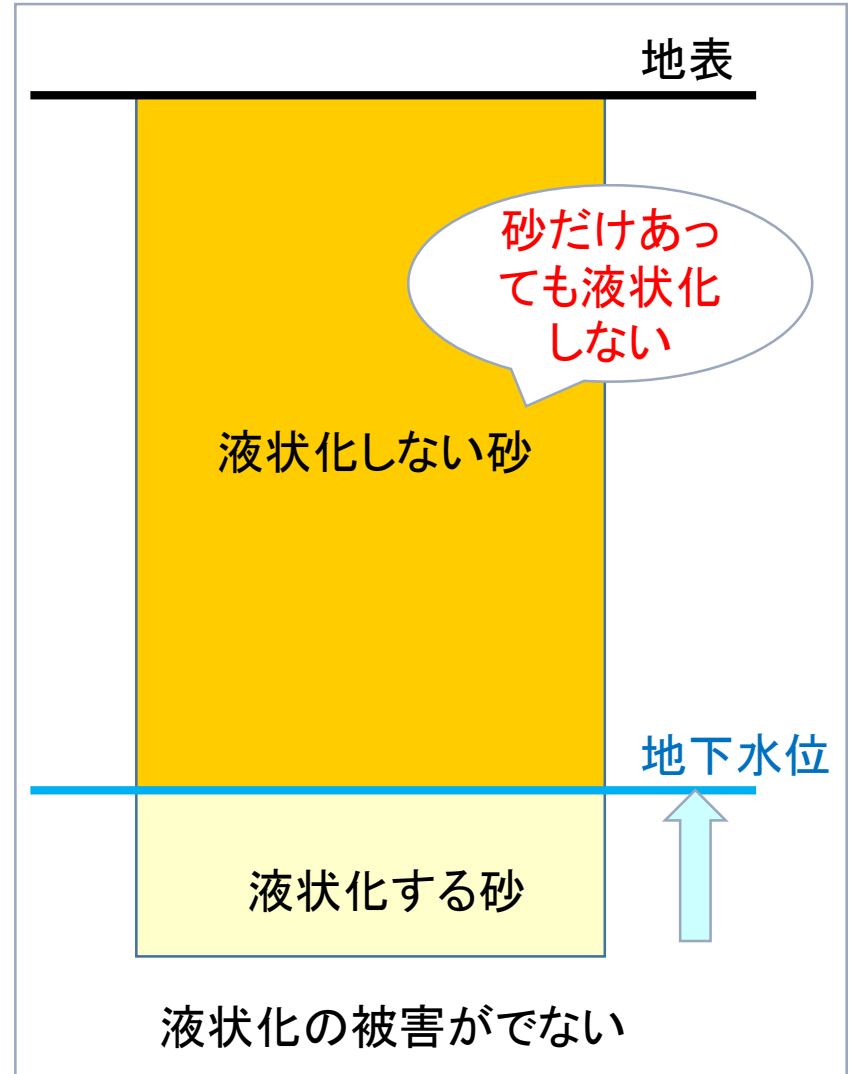 地表
砂だけあっ
ても液状化
しない
液状化しない砂
地下水位
液状化する砂
液状化の被害がでない